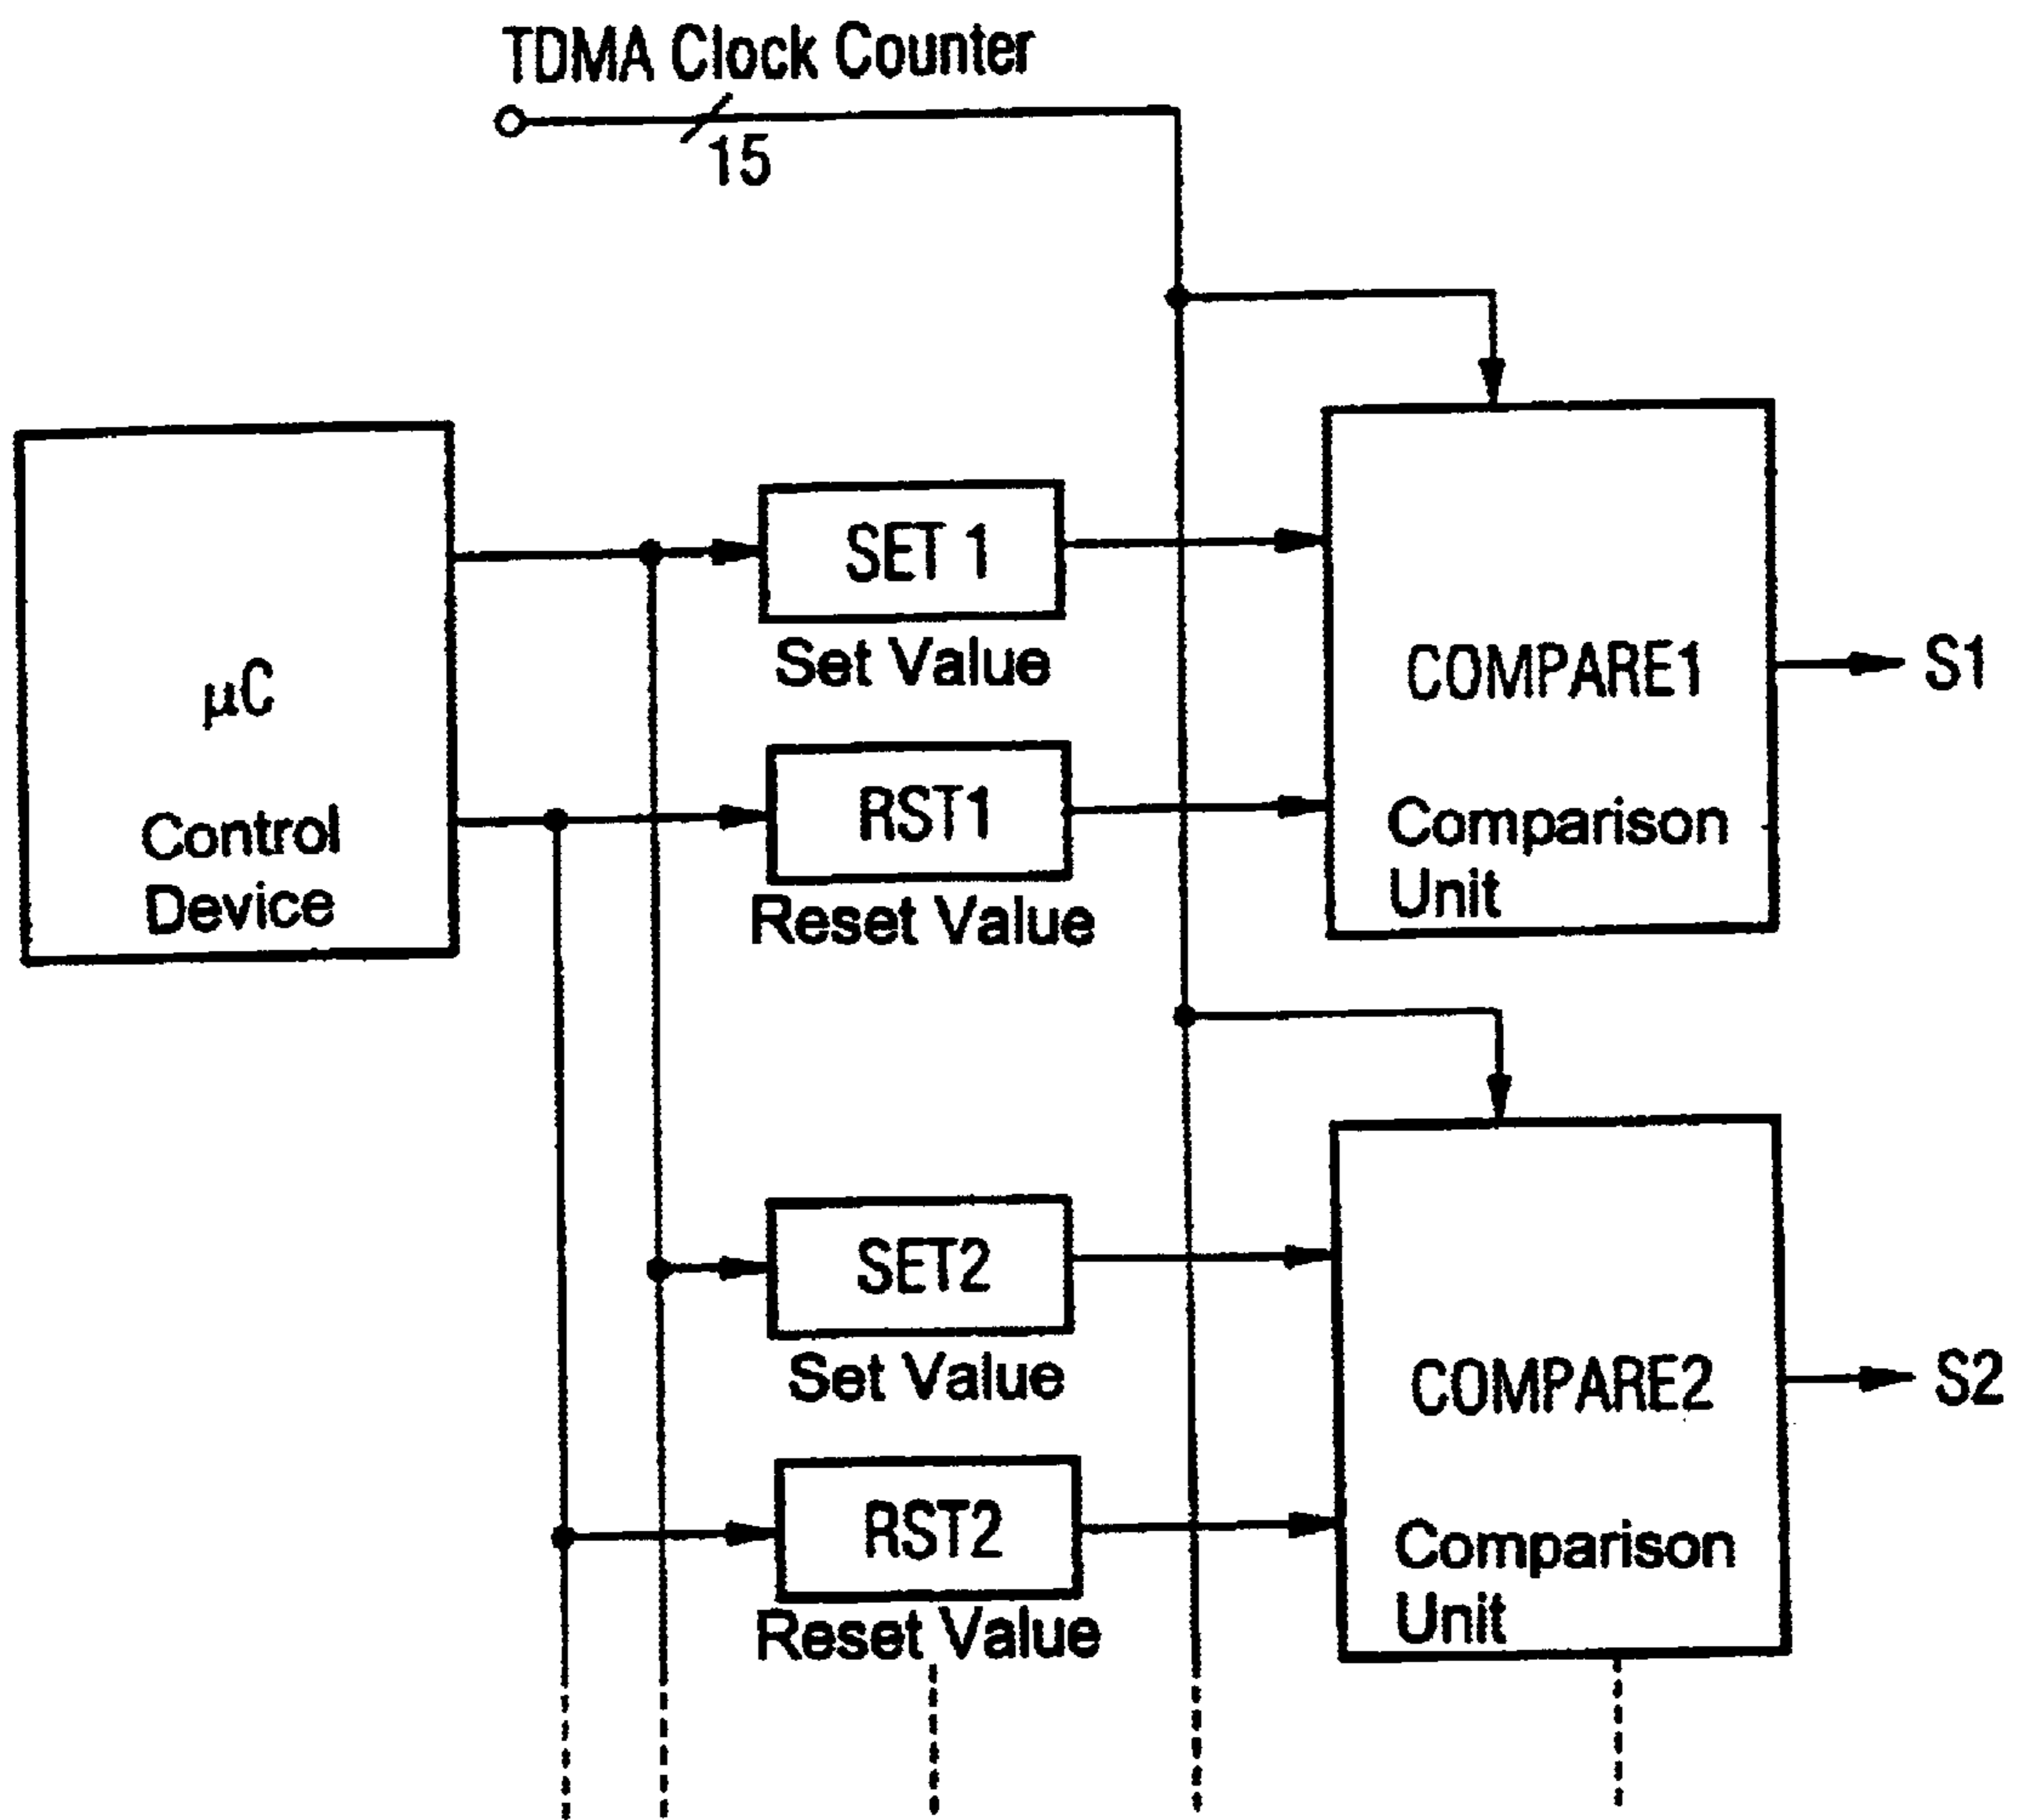 TDMA Clock Counter
15
SET 1
Set Value
µC
Control
Device
RST1
Reset Value
COMPARE1
Comparison
Unit
S1
SET2
Set Value
RST2
Reset Value
COMPARE2
Comparison
Unit
S2